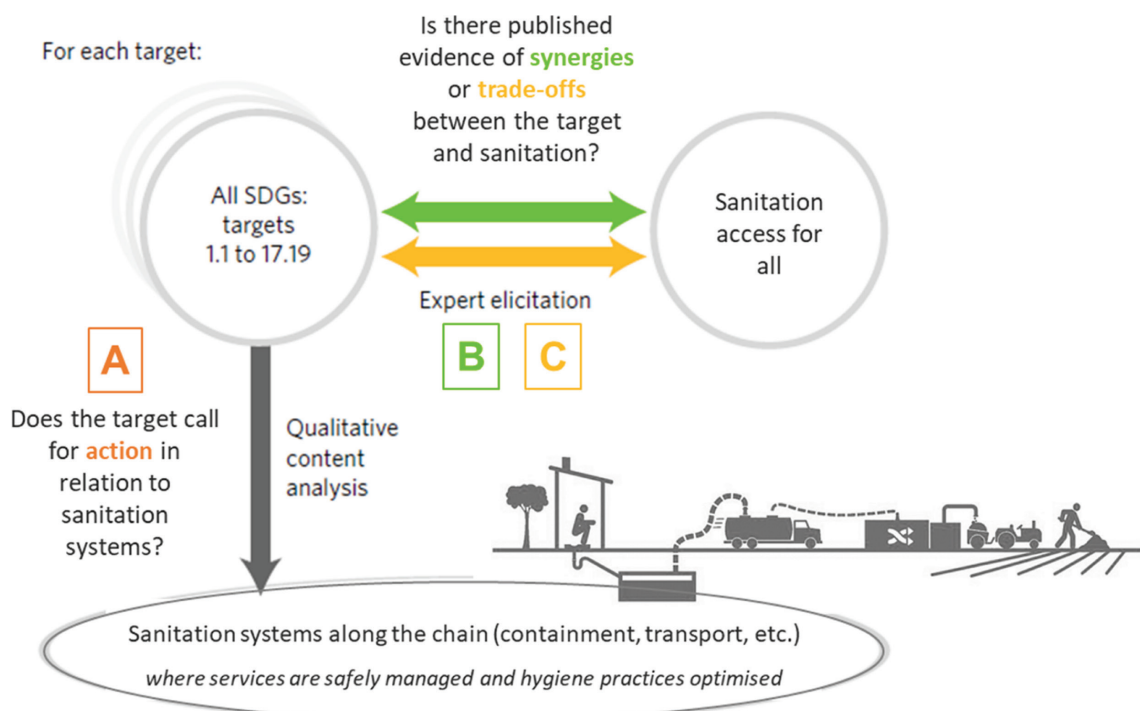 For each target:
Is there published
evidence of synergies
or trade-offs
between the target
and sanitation?
All SDGs:
targets
1.1 to 17.19
Sanitation
access for
all
Expert elicitation
B
C
A
Does the target call
for action in
relation to
sanitation
systems?
Qualitative
content
analysis
Sanitation systems along the chain (containment, transport, etc.)
where services are safely managed and hygiene practices optimised